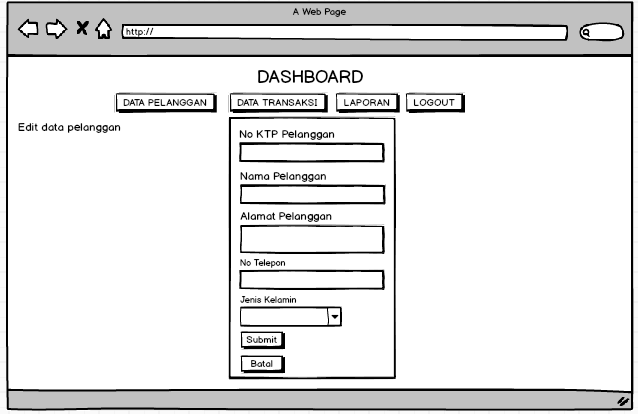 A Web Page
http://
DASHBOARD
DATA PELANGGAN DATA TRANSAKSI LAPORAN LOGOUT
Edit data pelanggan
No KTP Pelanggan
Nama Pelanggan
Alamat Pelanggan
No Telepon
Jenis Kelamin
Submit
Batal